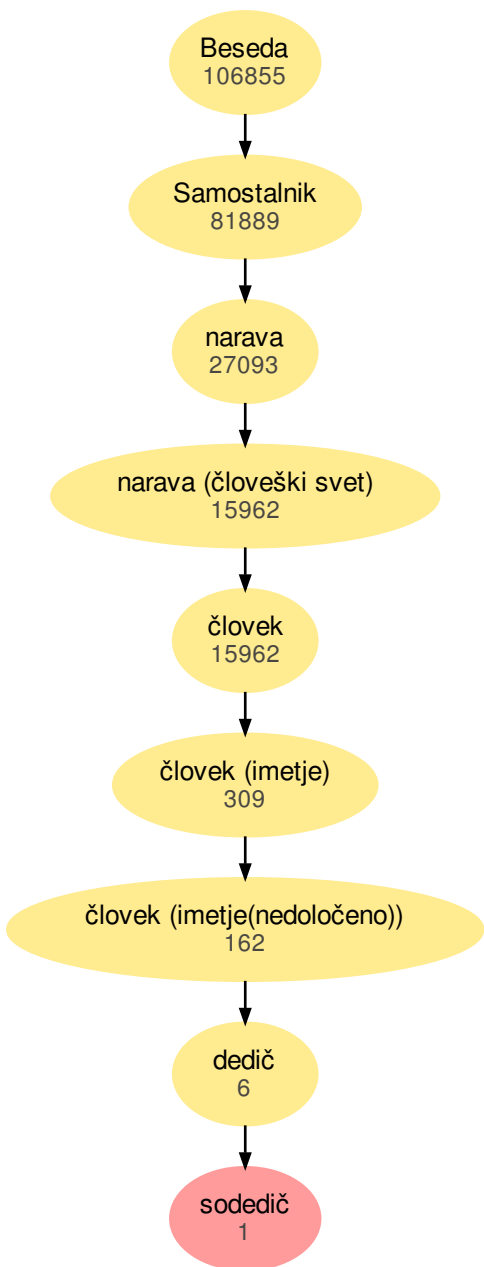 Beseda
106855
Samostalnik
81889
narava
27093
narava (človeški svet)
15962
človek
15962
človek (imetje)
309
človek (imetje(nedoločeno))
162
dedič
6
sodedič
1